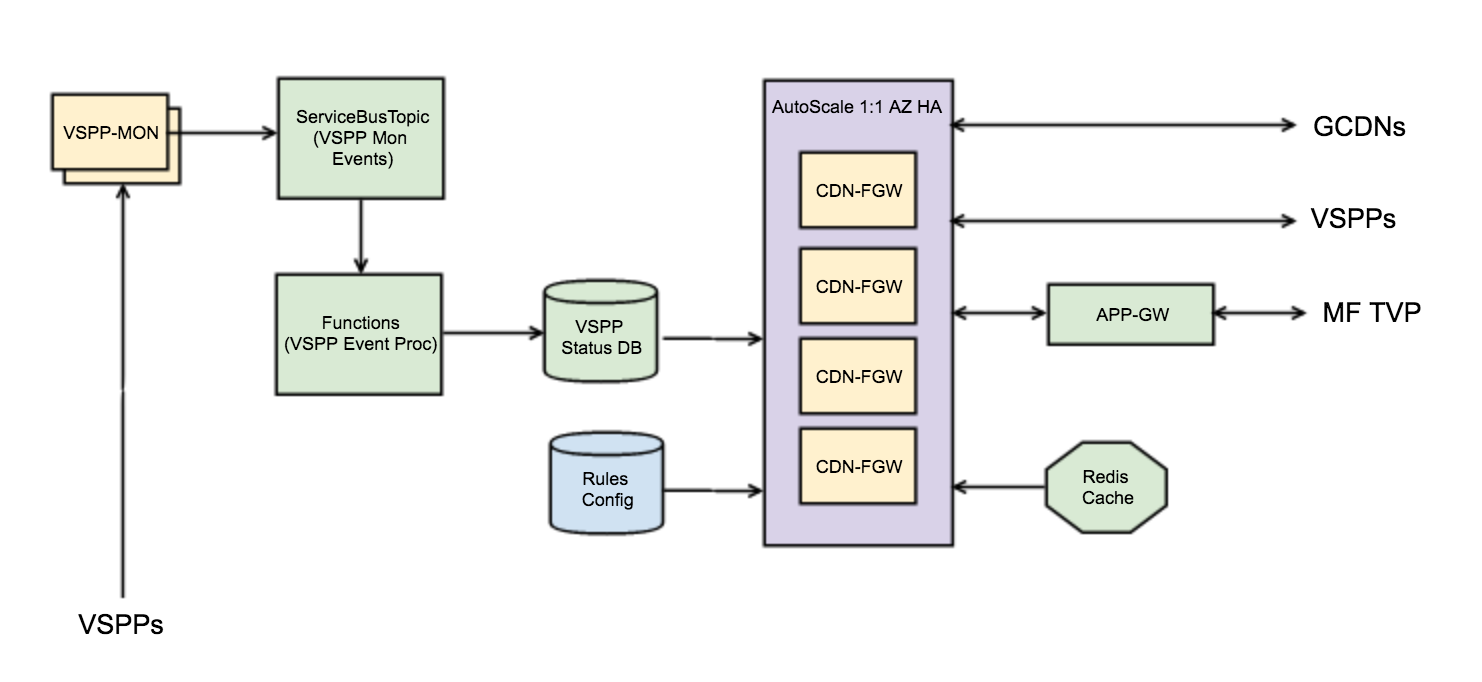 VSPP-MON
ServiceBusTopic
(VSPP Mon
Events)
Functions
(VSPP Event Proc)
VSPP
Status DB
Rules
Config
VSPPs
AutoScale 1:1 AZ HA
CDN-FGW
CDN-FGW
CDN-FGW
CDN-FGW
GCDNs
VSPPs
APP-GW
MF TVP
Redis
Cache